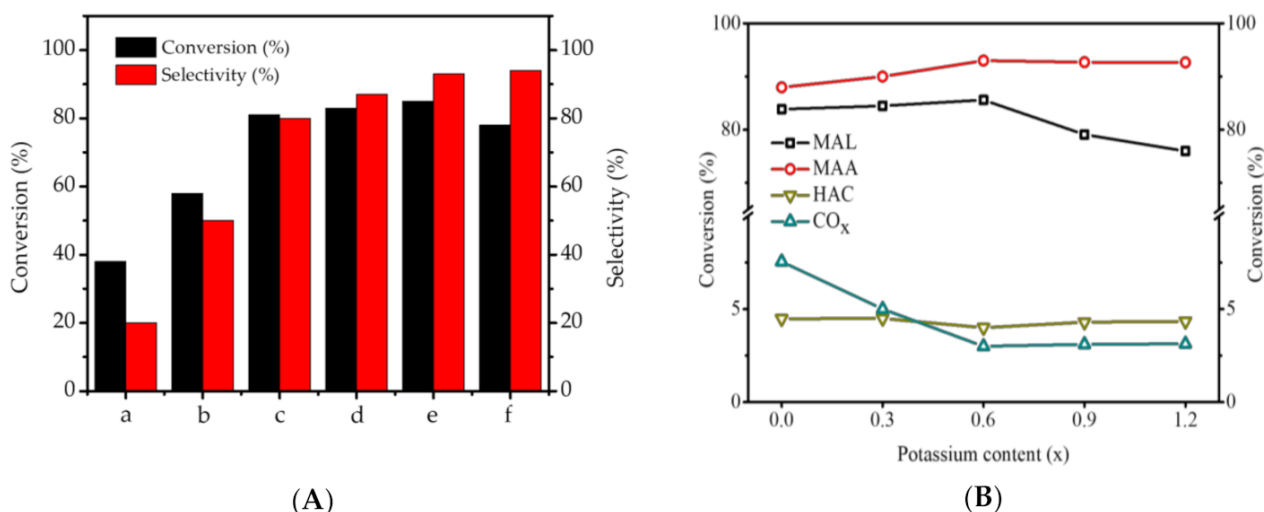 Conversion (%)
Selectivity (%)
Conversion (%)
100
80
60
40
20
0
a b c d e f
100
80
60
40
20
0
Selectivity (%)
(A)
Conversion (%)
100
80
5
0
MAL
MAA
HAC
COx
0.0 0.3 0.6 0.9 1.2
Potassium content (x)
100
80
5
0
Conversion (%)
(B)